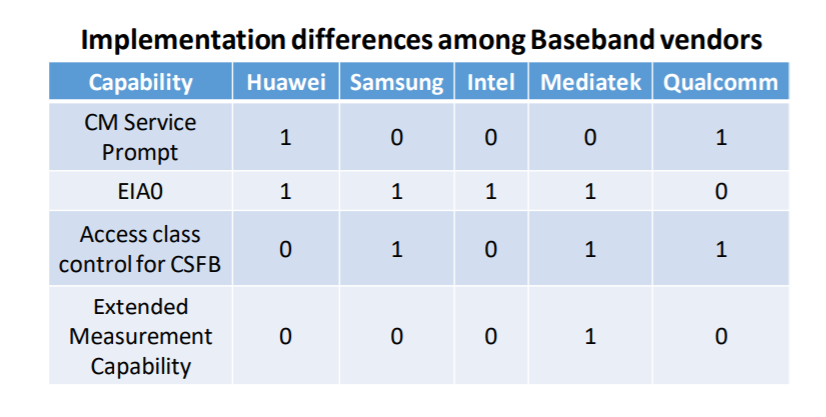 Implementation differences among Baseband vendors
Capability Huawei Samsung Intel Mediatek Qualcomm
CM Service
Prompt 1 0 0 0 1
EIA0 1 1 1 1 0
Access class
control for CSFB 0 1 0 1 1
Extended
Measurement
Capability 0 0 0 1 0